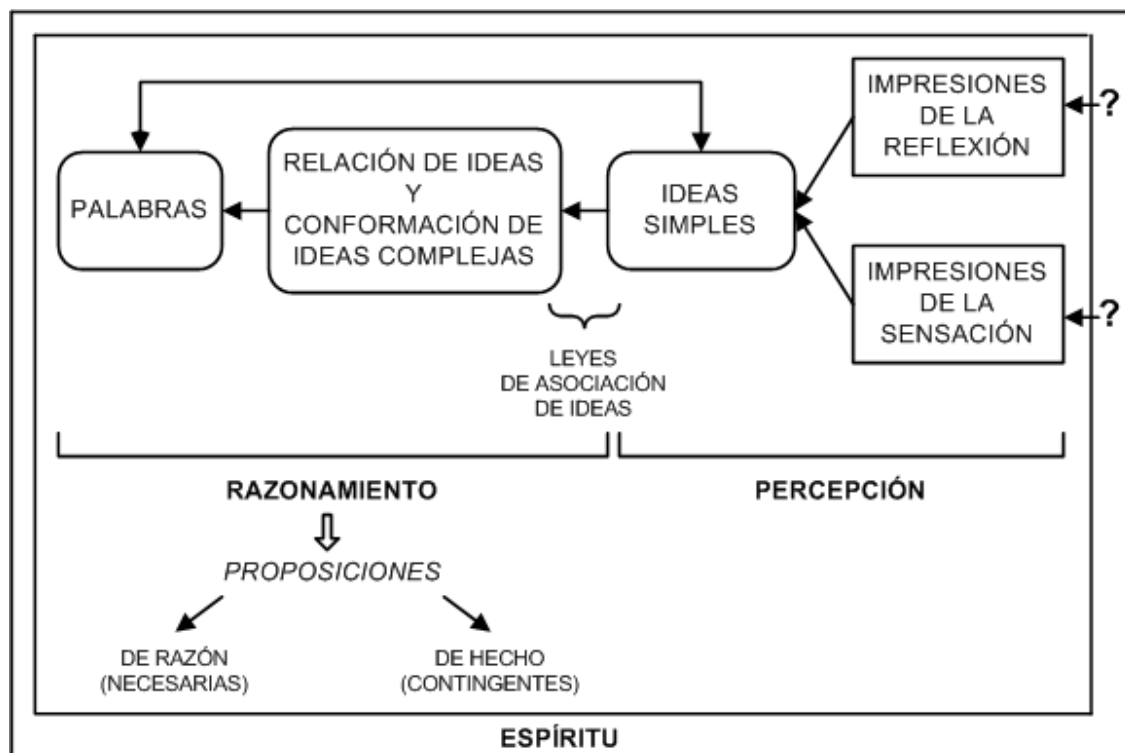 IMPRESIONES
DE LA
REFLEXIÓN
?
PALABRAS
RELACIÓN DE IDEAS
Y
CONFORMACIÓN DE
IDEAS COMPLEJAS
IDEAS
SIMPLES
IMPRESIONES
DE LA
SENSACIÓN
?
LEYES
DE ASOCIACIÓN
DE IDEAS
RAZONAMIENTO
PERCEPCIÓN
PROPOSICIONES
DE RAZÓN
(NECESARIAS)
DE HECHO
(CONTINGENTES)
ESPÍRITU